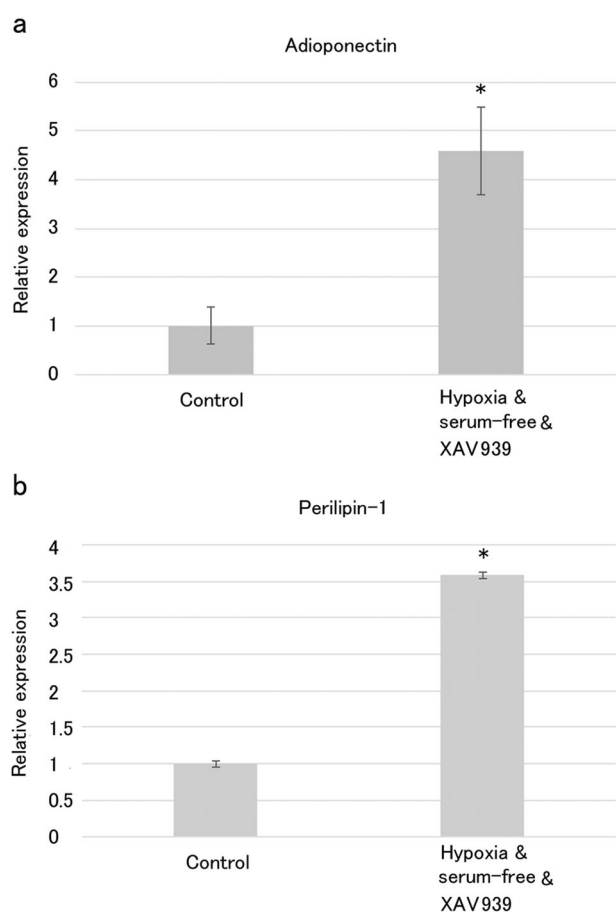 a
Adioponectin
6
5
4
3
2
1
0
Relative expression
*
Control
Hypoxia &
serum-free &
XAV939
b
Perilipin-1
4
3.5
3
2.5
2
1.5
1
0.5
0
Relative expression
*
Control
Hypoxia &
serum-free &
XAV939